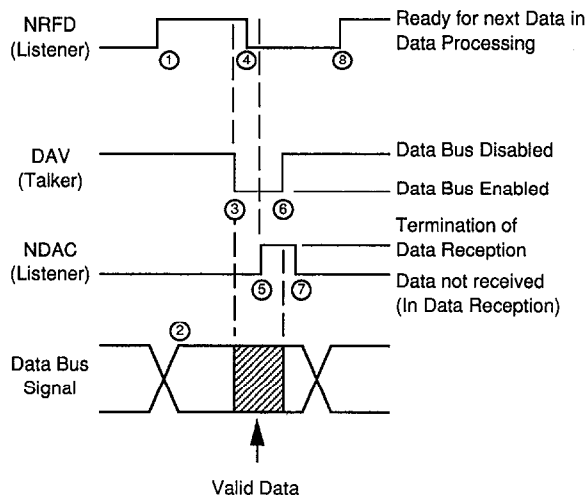 NRFD
(Listener)
Ready for next Data in
Data Processing
1
4
8
DAV
(Talker)
Data Bus Disabled
Data Bus Enabled
3
6
NDAC
(Listener)
Termination of
Data Reception
Data not received
(In Data Reception)
5
7
2
Data Bus
Signal
Valid Data